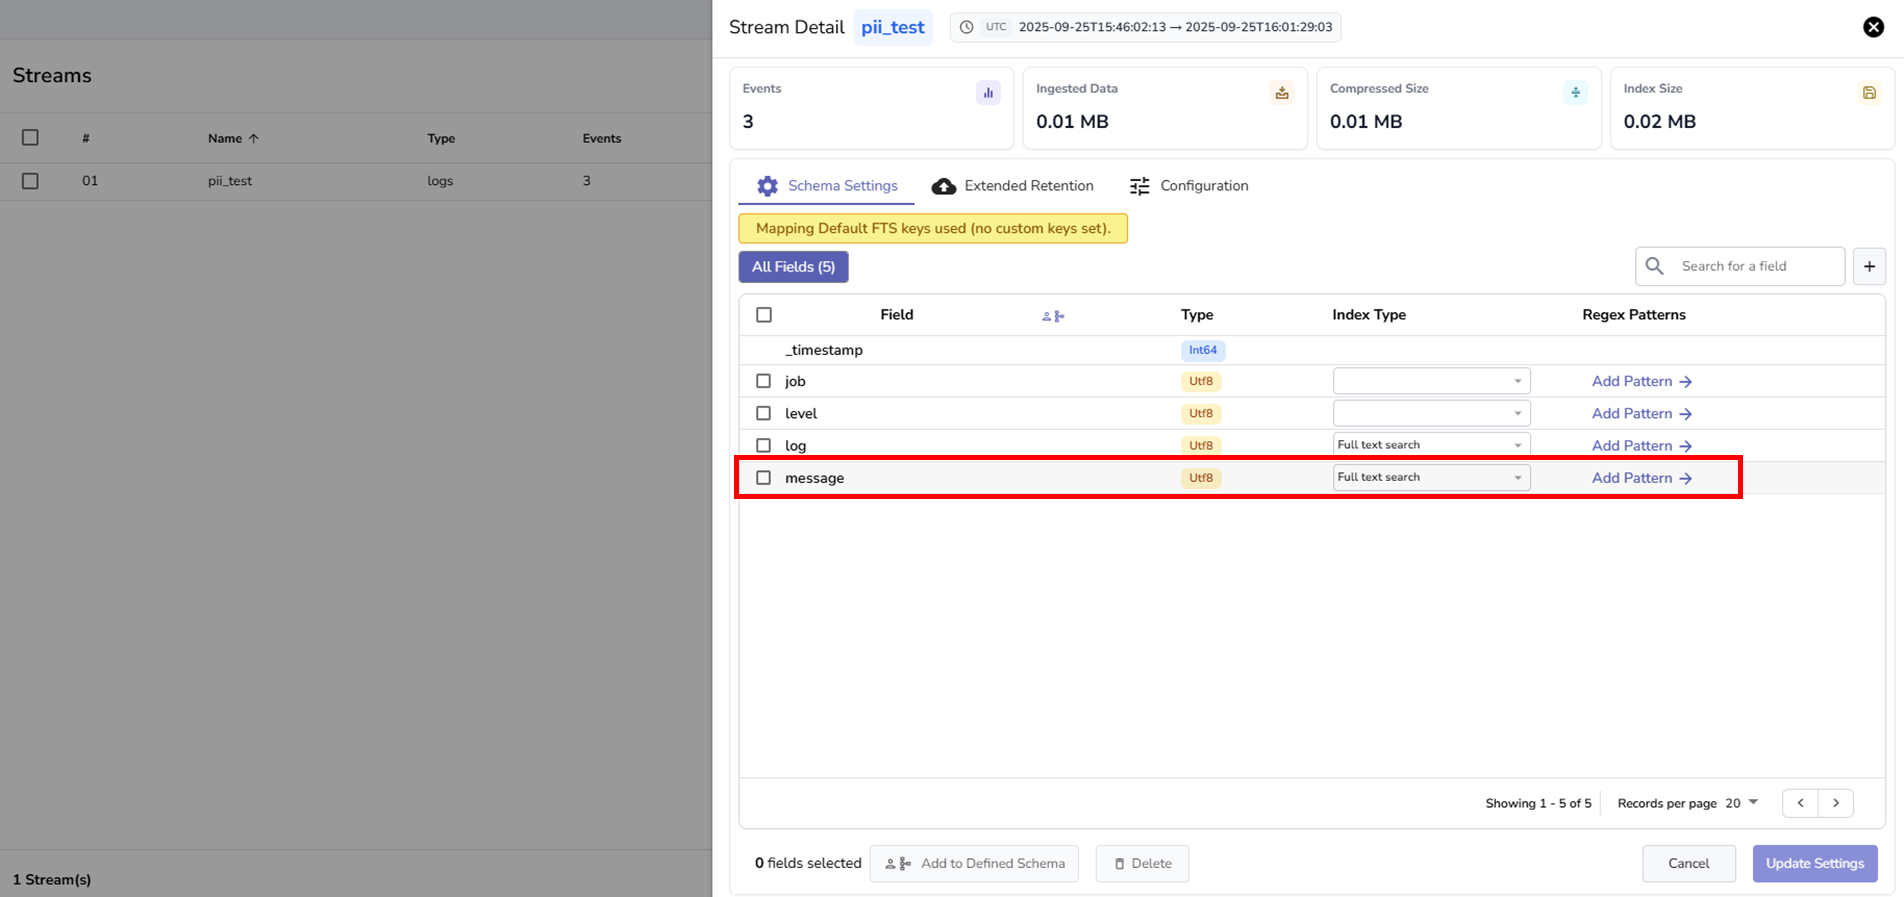 Streams
# Name Type Events
01 pii_test logs 3
1 Stream(s)
Stream Detail pii_test UTC 2025-09-25T15:46:02:13 → 2025-09-25T16:01:29:03
Events
3
Ingested Data
0.01 MB
Compressed Size
0.01 MB
Index Size
0.02 MB
Schema Settings Extended Retention Configuration
Mapping Default FTS keys used (no custom keys set).
All Fields (5) Search for a field +
Field Type Index Type Regex Patterns
_timestamp Int64
job Utf8 Add Pattern →
level Utf8 Add Pattern →
log Utf8 Full text search Add Pattern →
message Utf8 Full text search Add Pattern →
Showing 1 - 5 of 5 Records per page 20
0 fields selected Add to Defined Schema Delete Cancel Update Settings